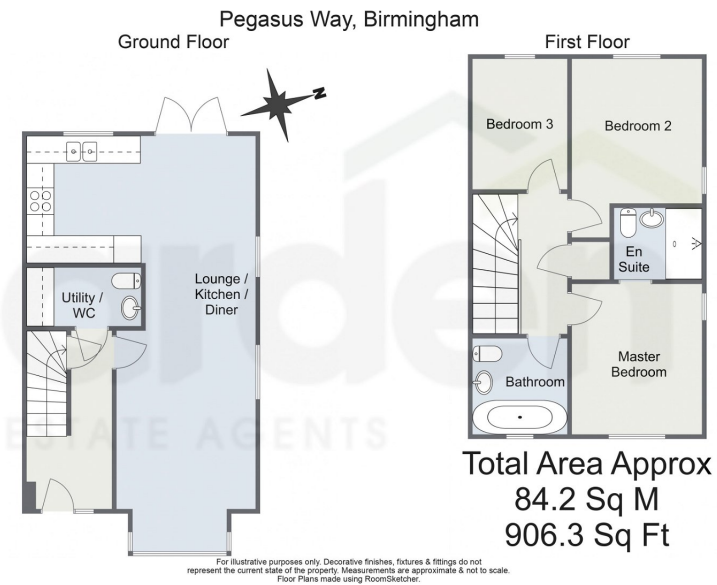 Pegasus Way, Birmingham
Ground Floor
First Floor
N
Bedroom 3
Bedroom 2
En
Suite
Lounge /
Kitchen /
Diner
Utility /
WC
Master
Bedroom
Bathroom
arden
ESTATE AGENTS
Total Area Approx
84.2 Sq M
906.3 Sq Ft
For illustrative purposes only. Decorative finishes, fixtures & fittings do not
represent the current state of the property. Measurements are approximate & not to scale.
Floor Plans made using RoomSketcher.